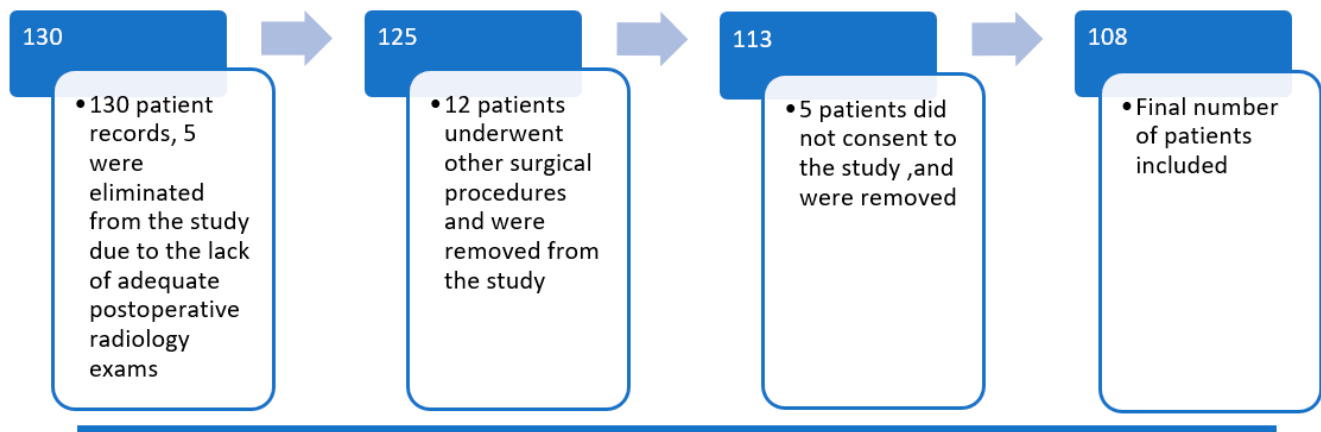 130
• 130 patient
records, 5
were
eliminated
from the study
due to the lack
of adequate
postoperative
radiology
exams
125
• 12 patients
underwent
other surgical
procedures
and were
removed from
the study
113
• 5 patients did
not consent to
the study ,and
were removed
108
• Final number
of patients
included